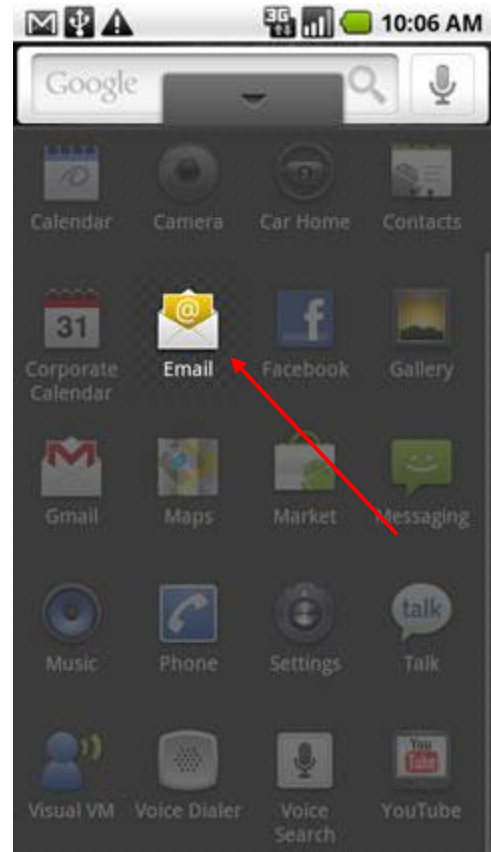 3G 10:06 AM
Google
Calendar Camera Car Home Contacts
31 @ f
Corporate Calendar Email Facebook Gallery
Gmail Maps Market Messaging
talk
Music Phone Settings Talk
You Tube
Visual VM Voice Dialer Voice Search YouTube